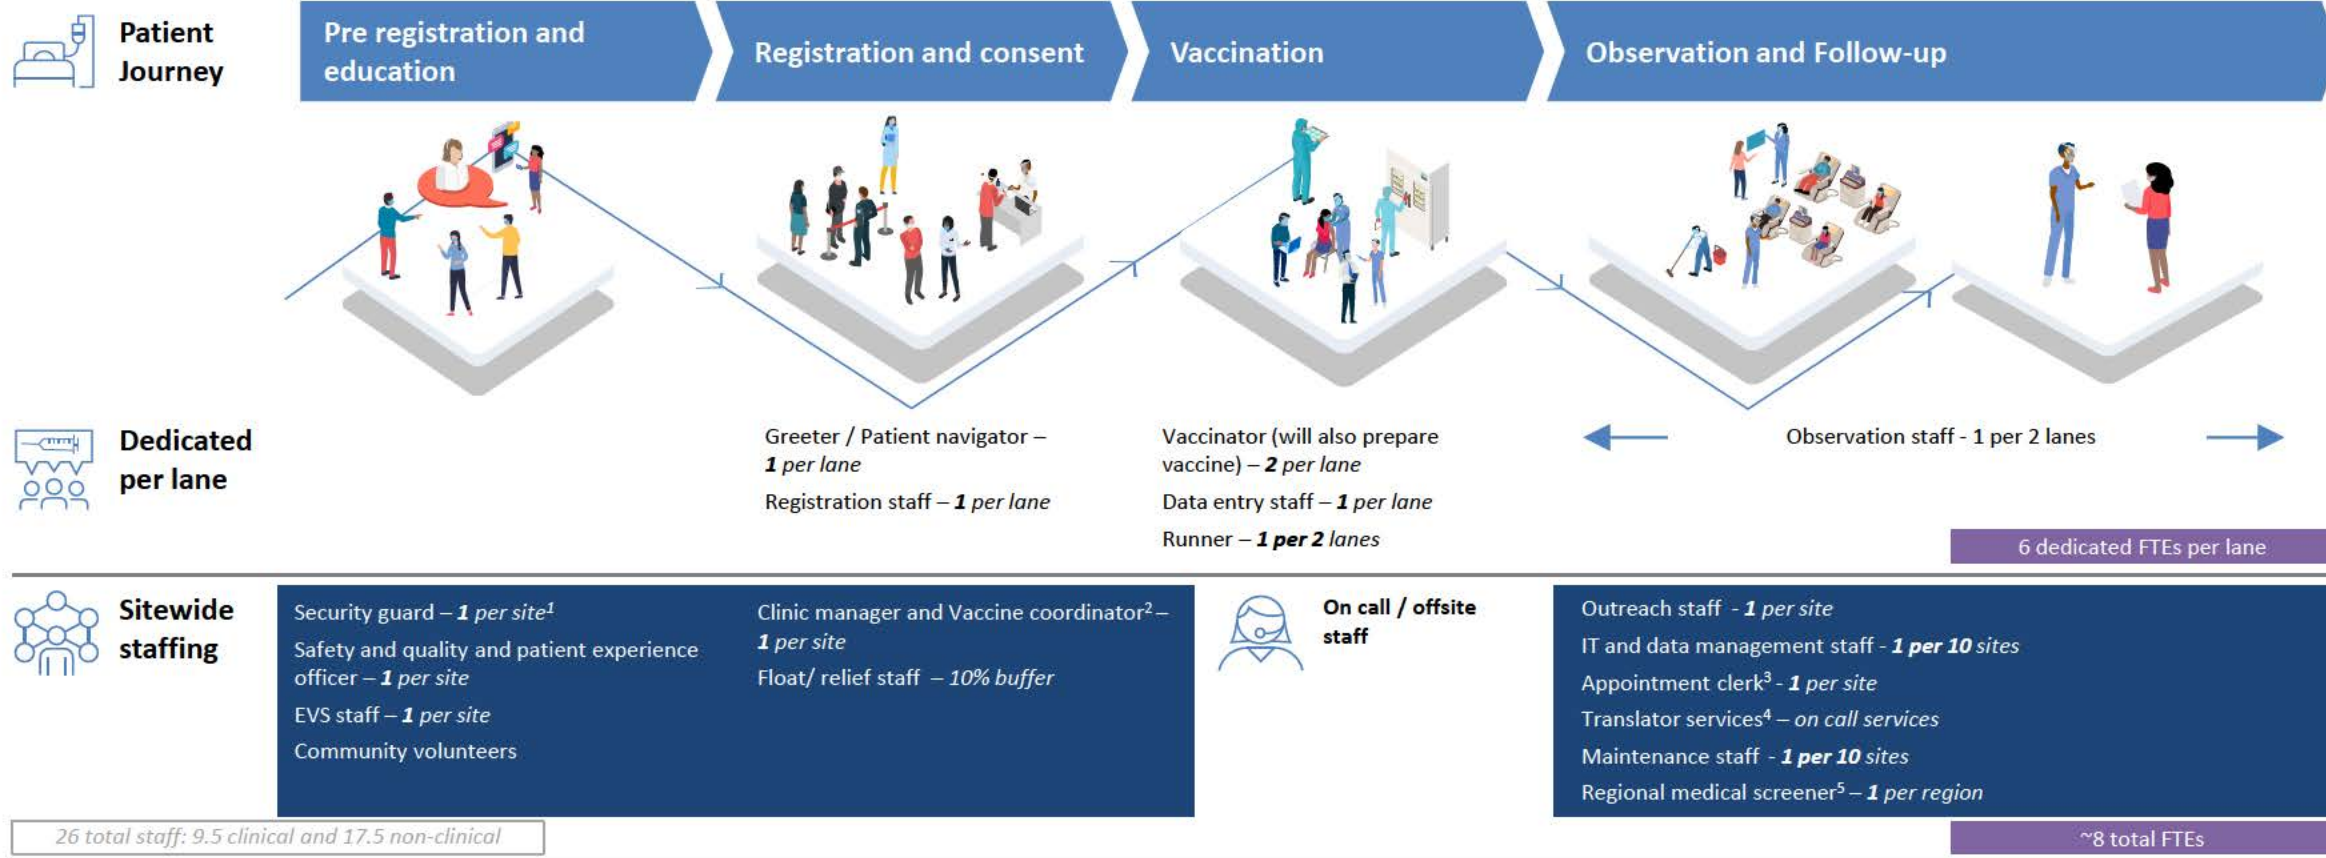 Patient
Journey
Pre registration and
education
Registration and consent
Vaccination
Observation and Follow-up
Dedicated
per lane
Greeter / Patient navigator –
1 per lane
Registration staff – 1 per lane
Vaccinator (will also prepare
vaccine) – 2 per lane
Data entry staff – 1 per lane
Runner – 1 per 2 lanes
Observation staff - 1 per 2 lanes
6 dedicated FTEs per lane
Sitewide
staffing
Security guard – 1 per site¹
Safety and quality and patient experience
officer – 1 per site
EVS staff – 1 per site
Community volunteers
Clinic manager and Vaccine coordinator² –
1 per site
Float/ relief staff – 10% buffer
On call / offsite
staff
Outreach staff - 1 per site
IT and data management staff - 1 per 10 sites
Appointment clerk³ - 1 per site
Translator services⁴ – on call services
Maintenance staff - 1 per 10 sites
Regional medical screener⁵ – 1 per region
26 total staff: 9.5 clinical and 17.5 non-clinical
~8 total FTEs